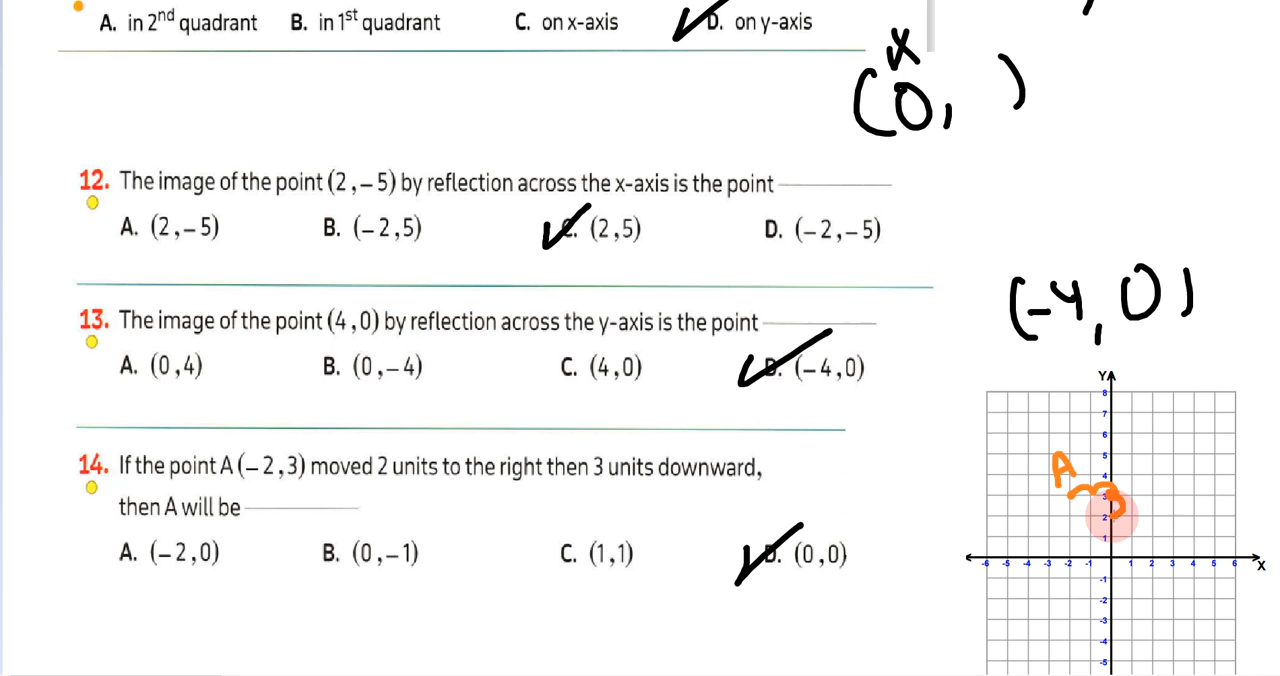 A. in 2nd quadrant B. in 1st quadrant C. on x-axis D. on y-axis
x
(0, )
12. The image of the point (2,-5) by reflection across the x-axis is the point
A. (2,-5) B. (-2,5) C. (2,5) D. (-2,-5)
(-4,0)
13. The image of the point (4,0) by reflection across the y-axis is the point
A. (0,4) B. (0,-4) C. (4,0) D. (-4,0)
14. If the point A (-2,3) moved 2 units to the right then 3 units downward,
then A will be
A. (-2,0) B. (0,-1) C. (1,1) D. (0,0)
Y
8
7
6
5
A
4
3
2
1
-6 -5 -4 -3 -2 -1 1 2 3 4 5 6 X
-1
-2
-3
-4
-5